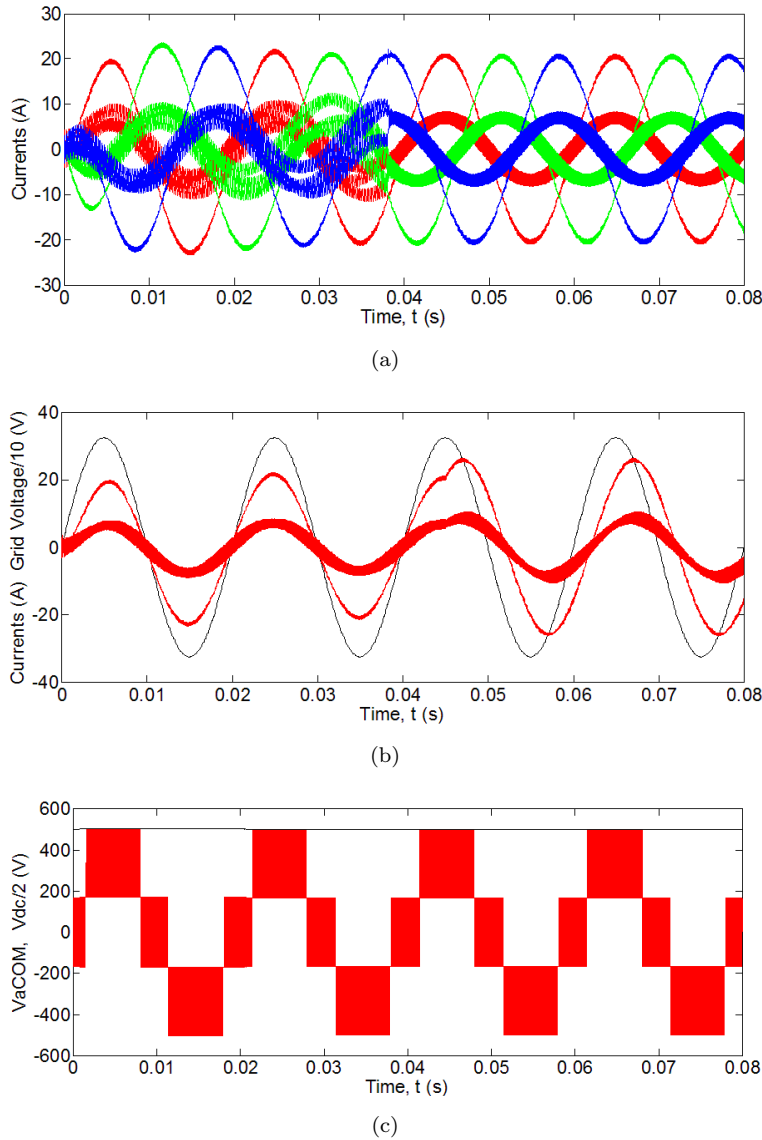 30
20
10
0
-10
-20
-30
Currents (A)
0 0.01 0.02 0.03 0.04 0.05 0.06 0.07 0.08
Time, t (s)
(a)
40
20
0
-20
-40
Currents (A) Grid Voltage/10 (V)
0 0.01 0.02 0.03 0.04 0.05 0.06 0.07 0.08
Time, t (s)
(b)
600
400
200
0
-200
-400
-600
VaCOM, Vdc/2 (V)
0 0.01 0.02 0.03 0.04 0.05 0.06 0.07 0.08
Time, t (s)
(c)